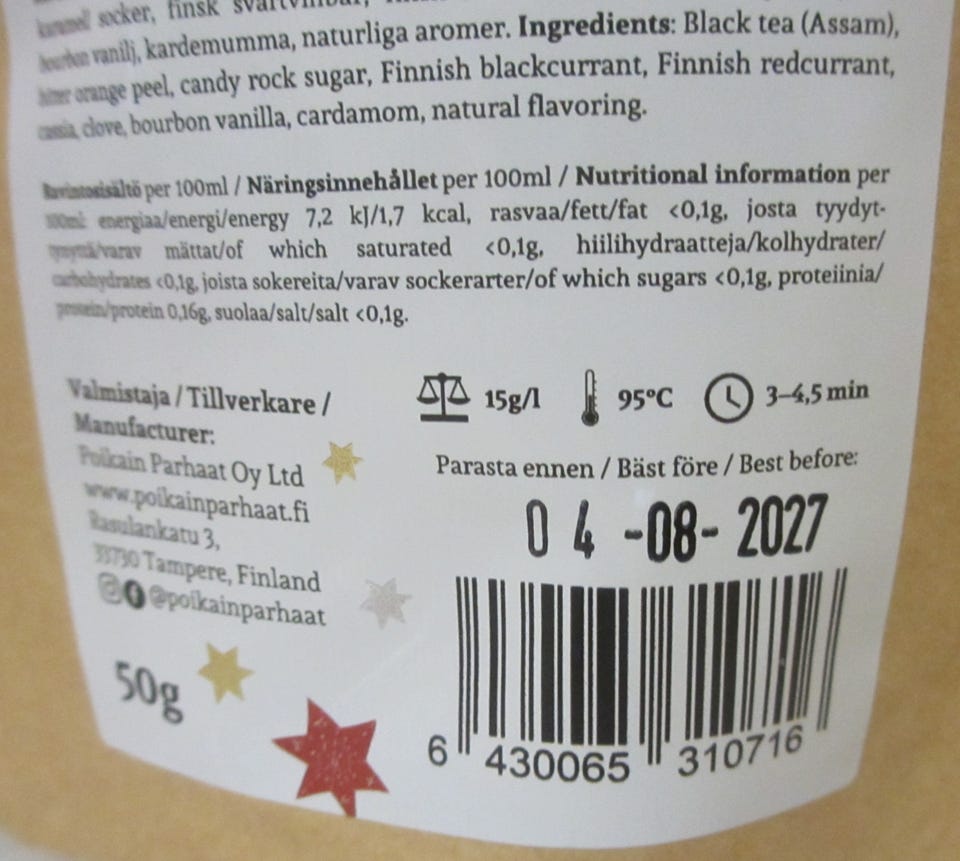 socker, finsk
vanilj, kardemumma, naturliga aromer. Ingredients: Black tea (Assam),
bitter orange peel, candy rock sugar, Finnish blackcurrant, Finnish redcurrant,
cassia, clove, bourbon vanilla, cardamom, natural flavoring.
Ravintosisältö per 100ml / Näringsinnehållet per 100ml / Nutritional information per
100ml: energiaa/energi/energy 7,2 kJ/1,7 kcal, rasvaa/fett/fat <0,1g, josta tyydyt-
tynyttä/varav mättat/of which saturated <0,1g, hiilihydraatteja/kolhydrater/
carbohydrates <0,1g, joista sokereita/varav sockerarter/of which sugars <0,1g, proteiinia/
protein/protein 0,16g, suolaa/salt/salt <0,1g.
Valmistaja / Tillverkare /
Manufacturer:
Poikain Parhaat Oy Ltd
www.poikainparhaat.fi
Rasulankatu 3,
33730 Tampere, Finland
@poikainparhaat
50g
15g/l
95°C
3–4,5 min
Parasta ennen / Bäst före / Best before:
04-08-2027
6 430065 310716